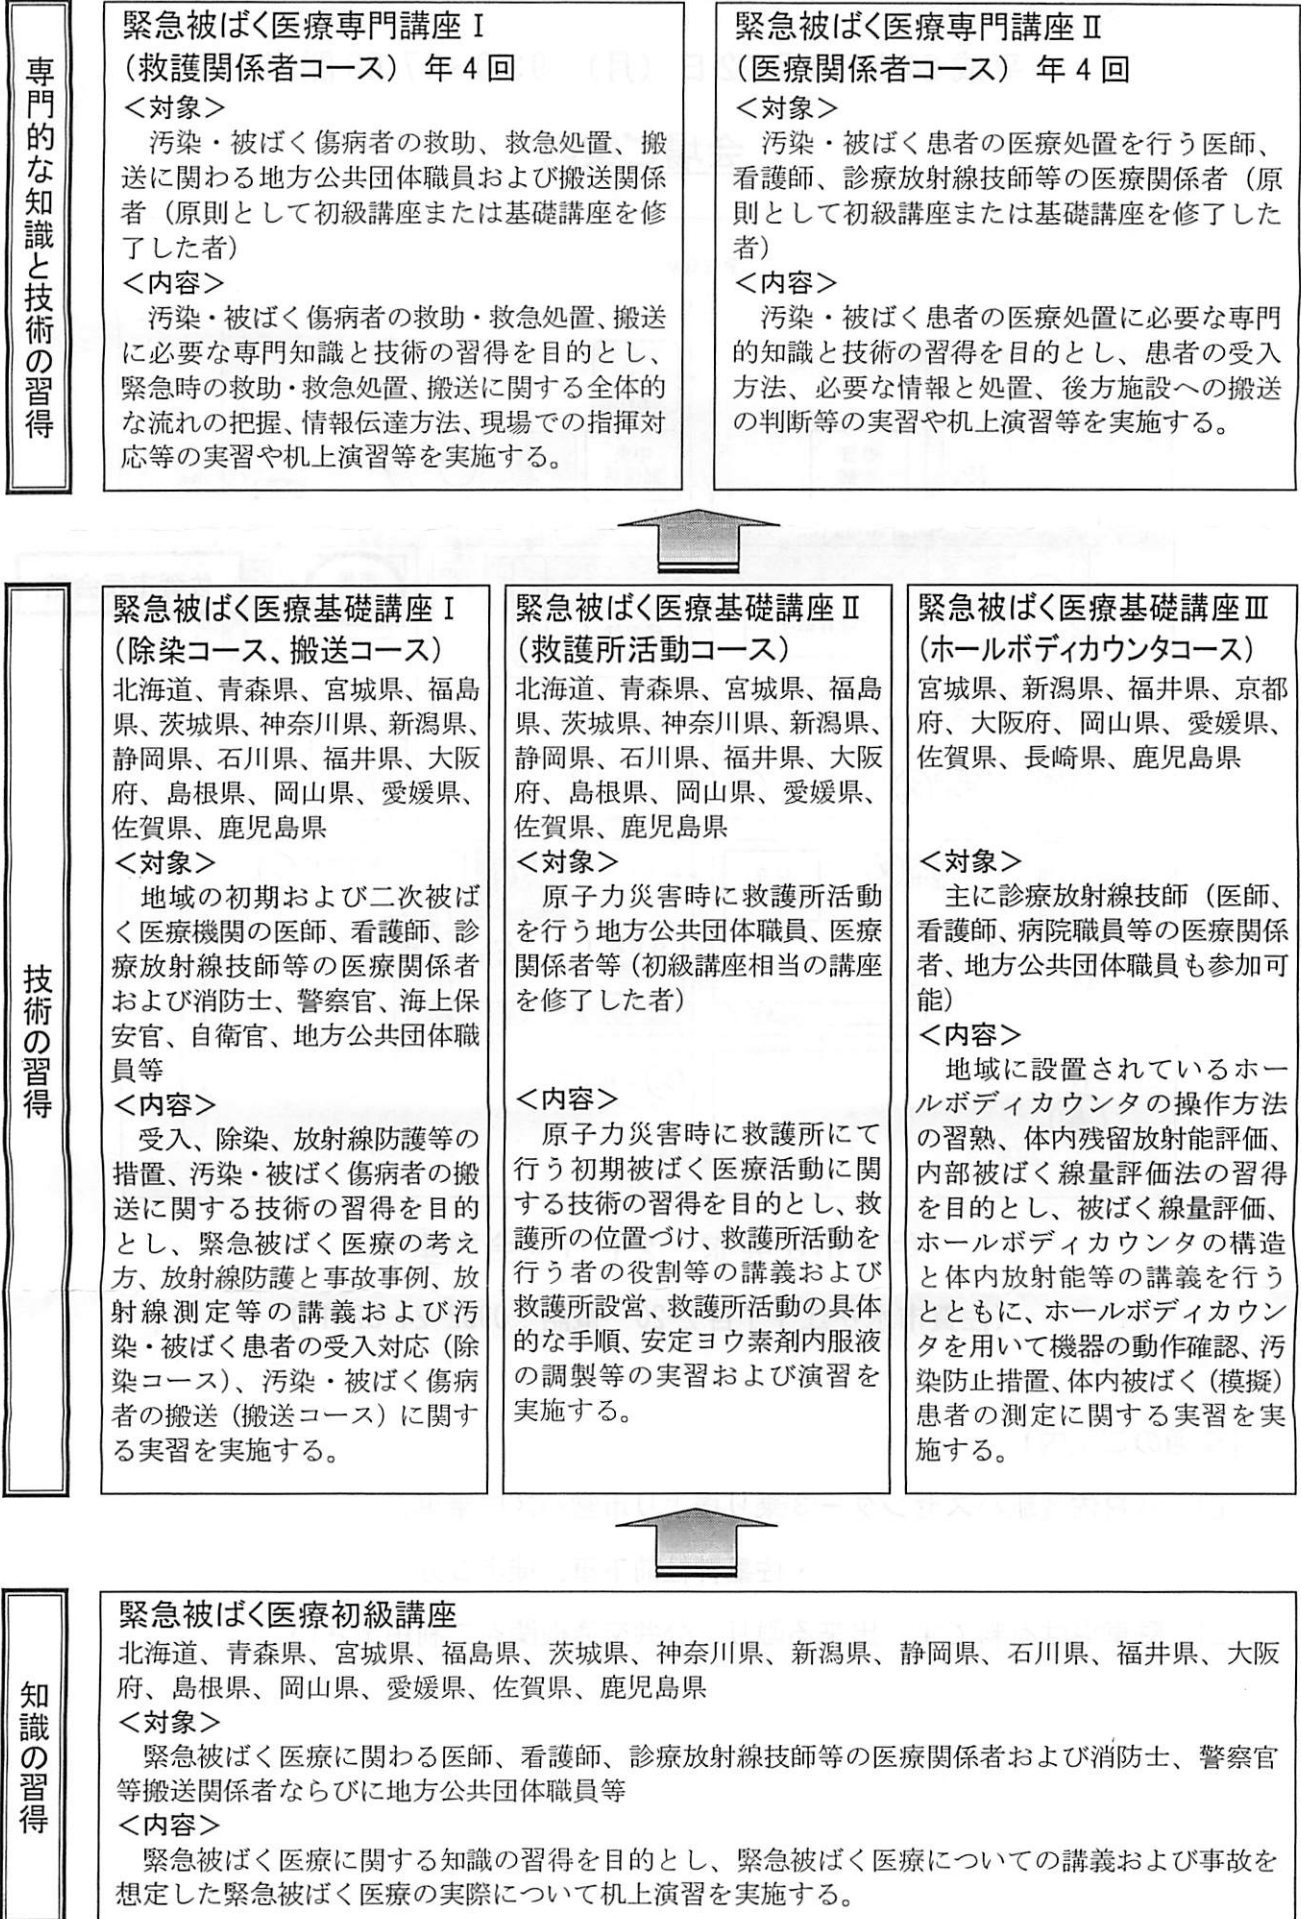 専門的な知識と技術の習得
緊急被ばく医療専門講座Ⅰ
（救護関係者コース） 年４回
＜対象＞
汚染・被ばく傷病者の救助、救急処置、搬
送に関わる地方公共団体職員および搬送関係
者（原則として初級講座または基礎講座を修
了した者）
＜内容＞
汚染・被ばく傷病者の救助・救急処置、搬送
に必要な専門知識と技術の習得を目的とし、
緊急時の救助・救急処置、搬送に関する全体的
な流れの把握、情報伝達方法、現場での指揮対
応等の実習や机上演習等を実施する。
緊急被ばく医療専門講座Ⅱ
（医療関係者コース） 年４回
＜対象＞
汚染・被ばく患者の医療処置を行う医師、
看護師、診療放射線技師等の医療関係者（原
則として初級講座または基礎講座を修了した
者）
＜内容＞
汚染・被ばく患者の医療処置に必要な専門
的知識と技術の習得を目的とし、患者の受入
方法、必要な情報と処置、後方施設への搬送
の判断等の実習や机上演習等を実施する。
技術の習得
緊急被ばく医療基礎講座Ⅰ
（除染コース、搬送コース）
北海道、青森県、宮城県、福島
県、茨城県、神奈川県、新潟県、
静岡県、石川県、福井県、大阪
府、島根県、岡山県、愛媛県、
佐賀県、鹿児島県
＜対象＞
地域の初期および二次被ば
く医療機関の医師、看護師、診
療放射線技師等の医療関係者
および消防士、警察官、海上保
安官、自衛官、地方公共団体職
員等
＜内容＞
受入、除染、放射線防護等の
措置、汚染・被ばく傷病者の搬
送に関する技術の習得を目的
とし、緊急被ばく医療の考え
方、放射線防護と事故事例、放
射線測定等の講義および汚
染・被ばく患者の受入対応（除
染コース）、汚染・被ばく傷病
者の搬送（搬送コース）に関す
る実習を実施する。
緊急被ばく医療基礎講座Ⅱ
（救護所活動コース）
北海道、青森県、宮城県、福島
県、茨城県、神奈川県、新潟県、
静岡県、石川県、福井県、大阪
府、島根県、岡山県、愛媛県、
佐賀県、鹿児島県
＜対象＞
原子力災害時に救護所活動
を行う地方公共団体職員、医療
関係者等（初級講座相当の講座
を修了した者）
＜内容＞
原子力災害時に救護所にて
行う初期被ばく医療活動に関
する技術の習得を目的とし、救
護所の位置づけ、救護所活動を
行う者の役割等の講義および
救護所設営、救護所活動の具体
的な手順、安定ヨウ素剤内服液
の調製等の実習および演習を
実施する。
緊急被ばく医療基礎講座Ⅲ
（ホールボディカウンタコース）
宮城県、新潟県、福井県、京都
府、大阪府、岡山県、愛媛県、
佐賀県、長崎県、鹿児島県
＜対象＞
主に診療放射線技師（医師、
看護師、病院職員等の医療関係
者、地方公共団体職員も参加可
能）
＜内容＞
地域に設置されているホー
ルボディカウンタの操作方法
の習熟、体内残留放射能評価、
内部被ばく線量評価法の習得
を目的とし、被ばく線量評価、
ホールボディカウンタの構造
と体内放射能等の講義を行う
とともに、ホールボディカウン
タを用いて機器の動作確認、汚
染防止措置、体内被ばく（模擬）
患者の測定に関する実習を実
施する。
知識の習得
緊急被ばく医療初級講座
北海道、青森県、宮城県、福島県、茨城県、神奈川県、新潟県、静岡県、石川県、福井県、大阪
府、島根県、岡山県、愛媛県、佐賀県、鹿児島県
＜対象＞
緊急被ばく医療に関わる医師、看護師、診療放射線技師等の医療関係者および消防士、警察官
等搬送関係者ならびに地方公共団体職員等
＜内容＞
緊急被ばく医療に関する知識の習得を目的とし、緊急被ばく医療についての講義および事故を
想定した緊急被ばく医療の実際について机上演習を実施する。